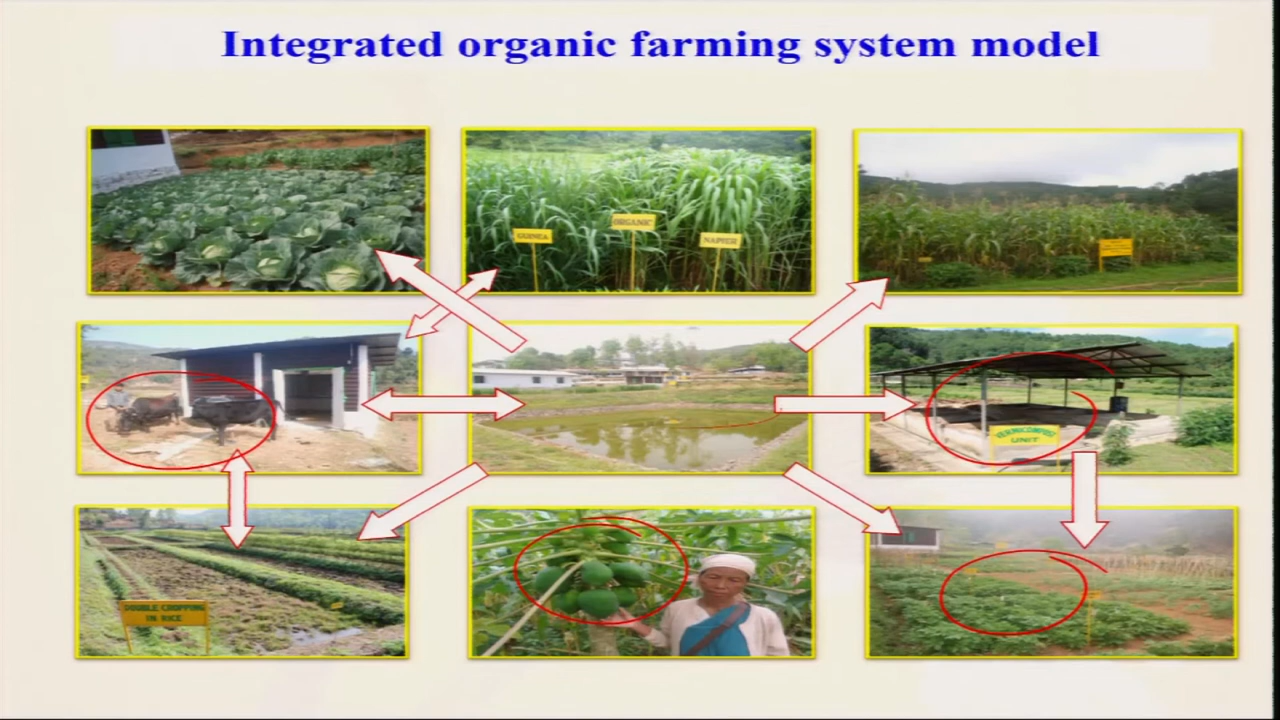 Integrated organic farming system model
GUINEA
ORGANIC
NAPIER
VERMICOMPOST
UNIT
DOUBLE CROPPING
IN RICE